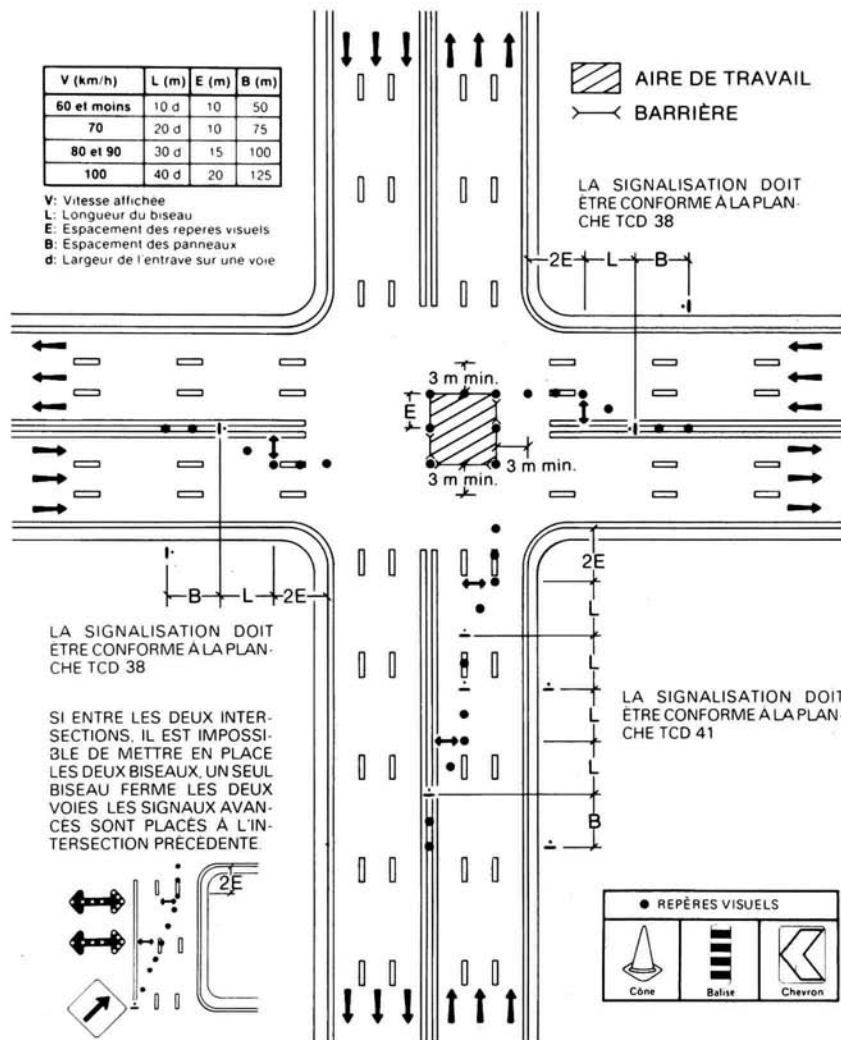 V (km/h) L (m) E (m) B (m)
60 et moins 10 d 10 50
70 20 d 10 75
80 et 90 30 d 15 100
100 40 d 20 125
V: Vitesse affichée
L: Longueur du biseau
E: Espacement des reperes visuels
B: Espacement des panneaux
d: Largeur de l'entrave sur une voie
AIRE DE TRAVAIL
BARRIÈRE
LA SIGNALISATION DOIT
ÊTRE CONFORME À LA PLAN-
CHE TCD 38
2E L B
3 m min.
E
3 m min.
3 m min.
B L 2E
LA SIGNALISATION DOIT
ÊTRE CONFORME À LA PLAN-
CHE TCD 38
2E
L
L
L
L
B
LA SIGNALISATION DOIT
ÊTRE CONFORME À LA PLAN-
CHE TCD 41
SI ENTRE LES DEUX INTER-
SECTIONS, IL EST IMPOSSI-
BLE DE METTRE EN PLACE
LES DEUX BISEAUX, UN SEUL
BISEAU FERME LES DEUX
VOIES LES SIGNAUX AVAN-
CÉS SONT PLACÉS À L'IN-
TERSECTION PRÉCÉDENTE.
2E
REPÈRES VISUELS
Cône Balise Chevron